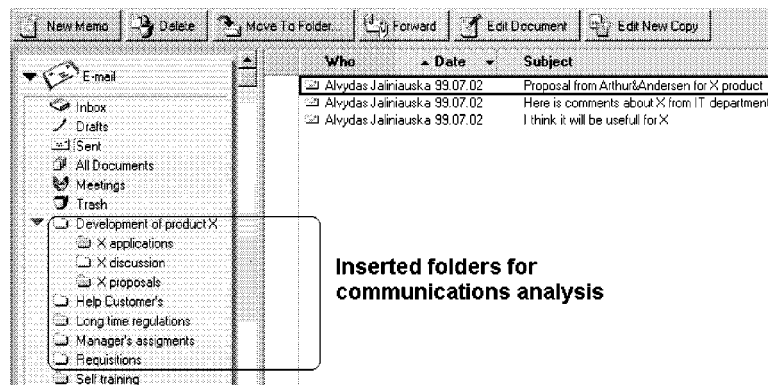 New Memo Delete Move To Folder... Forward Edit Document Edit New Copy
Who Date Subject
E-mail
Inbox
Drafts
Sent
All Documents
Meetings
Trash
Development of product X
X applications
X discussion
X proposals
Help Customer's
Long time regulations
Manager's assigments
Requisitions
Self training
Alvydas Jaliniauska 99.07.02 Proposal from Arthur&Andersen for X product
Alvydas Jaliniauska 99.07.02 Here is comments about X from IT department
Alvydas Jaliniauska 99.07.02 I think it will be usefull for X
Inserted folders for
communications analysis